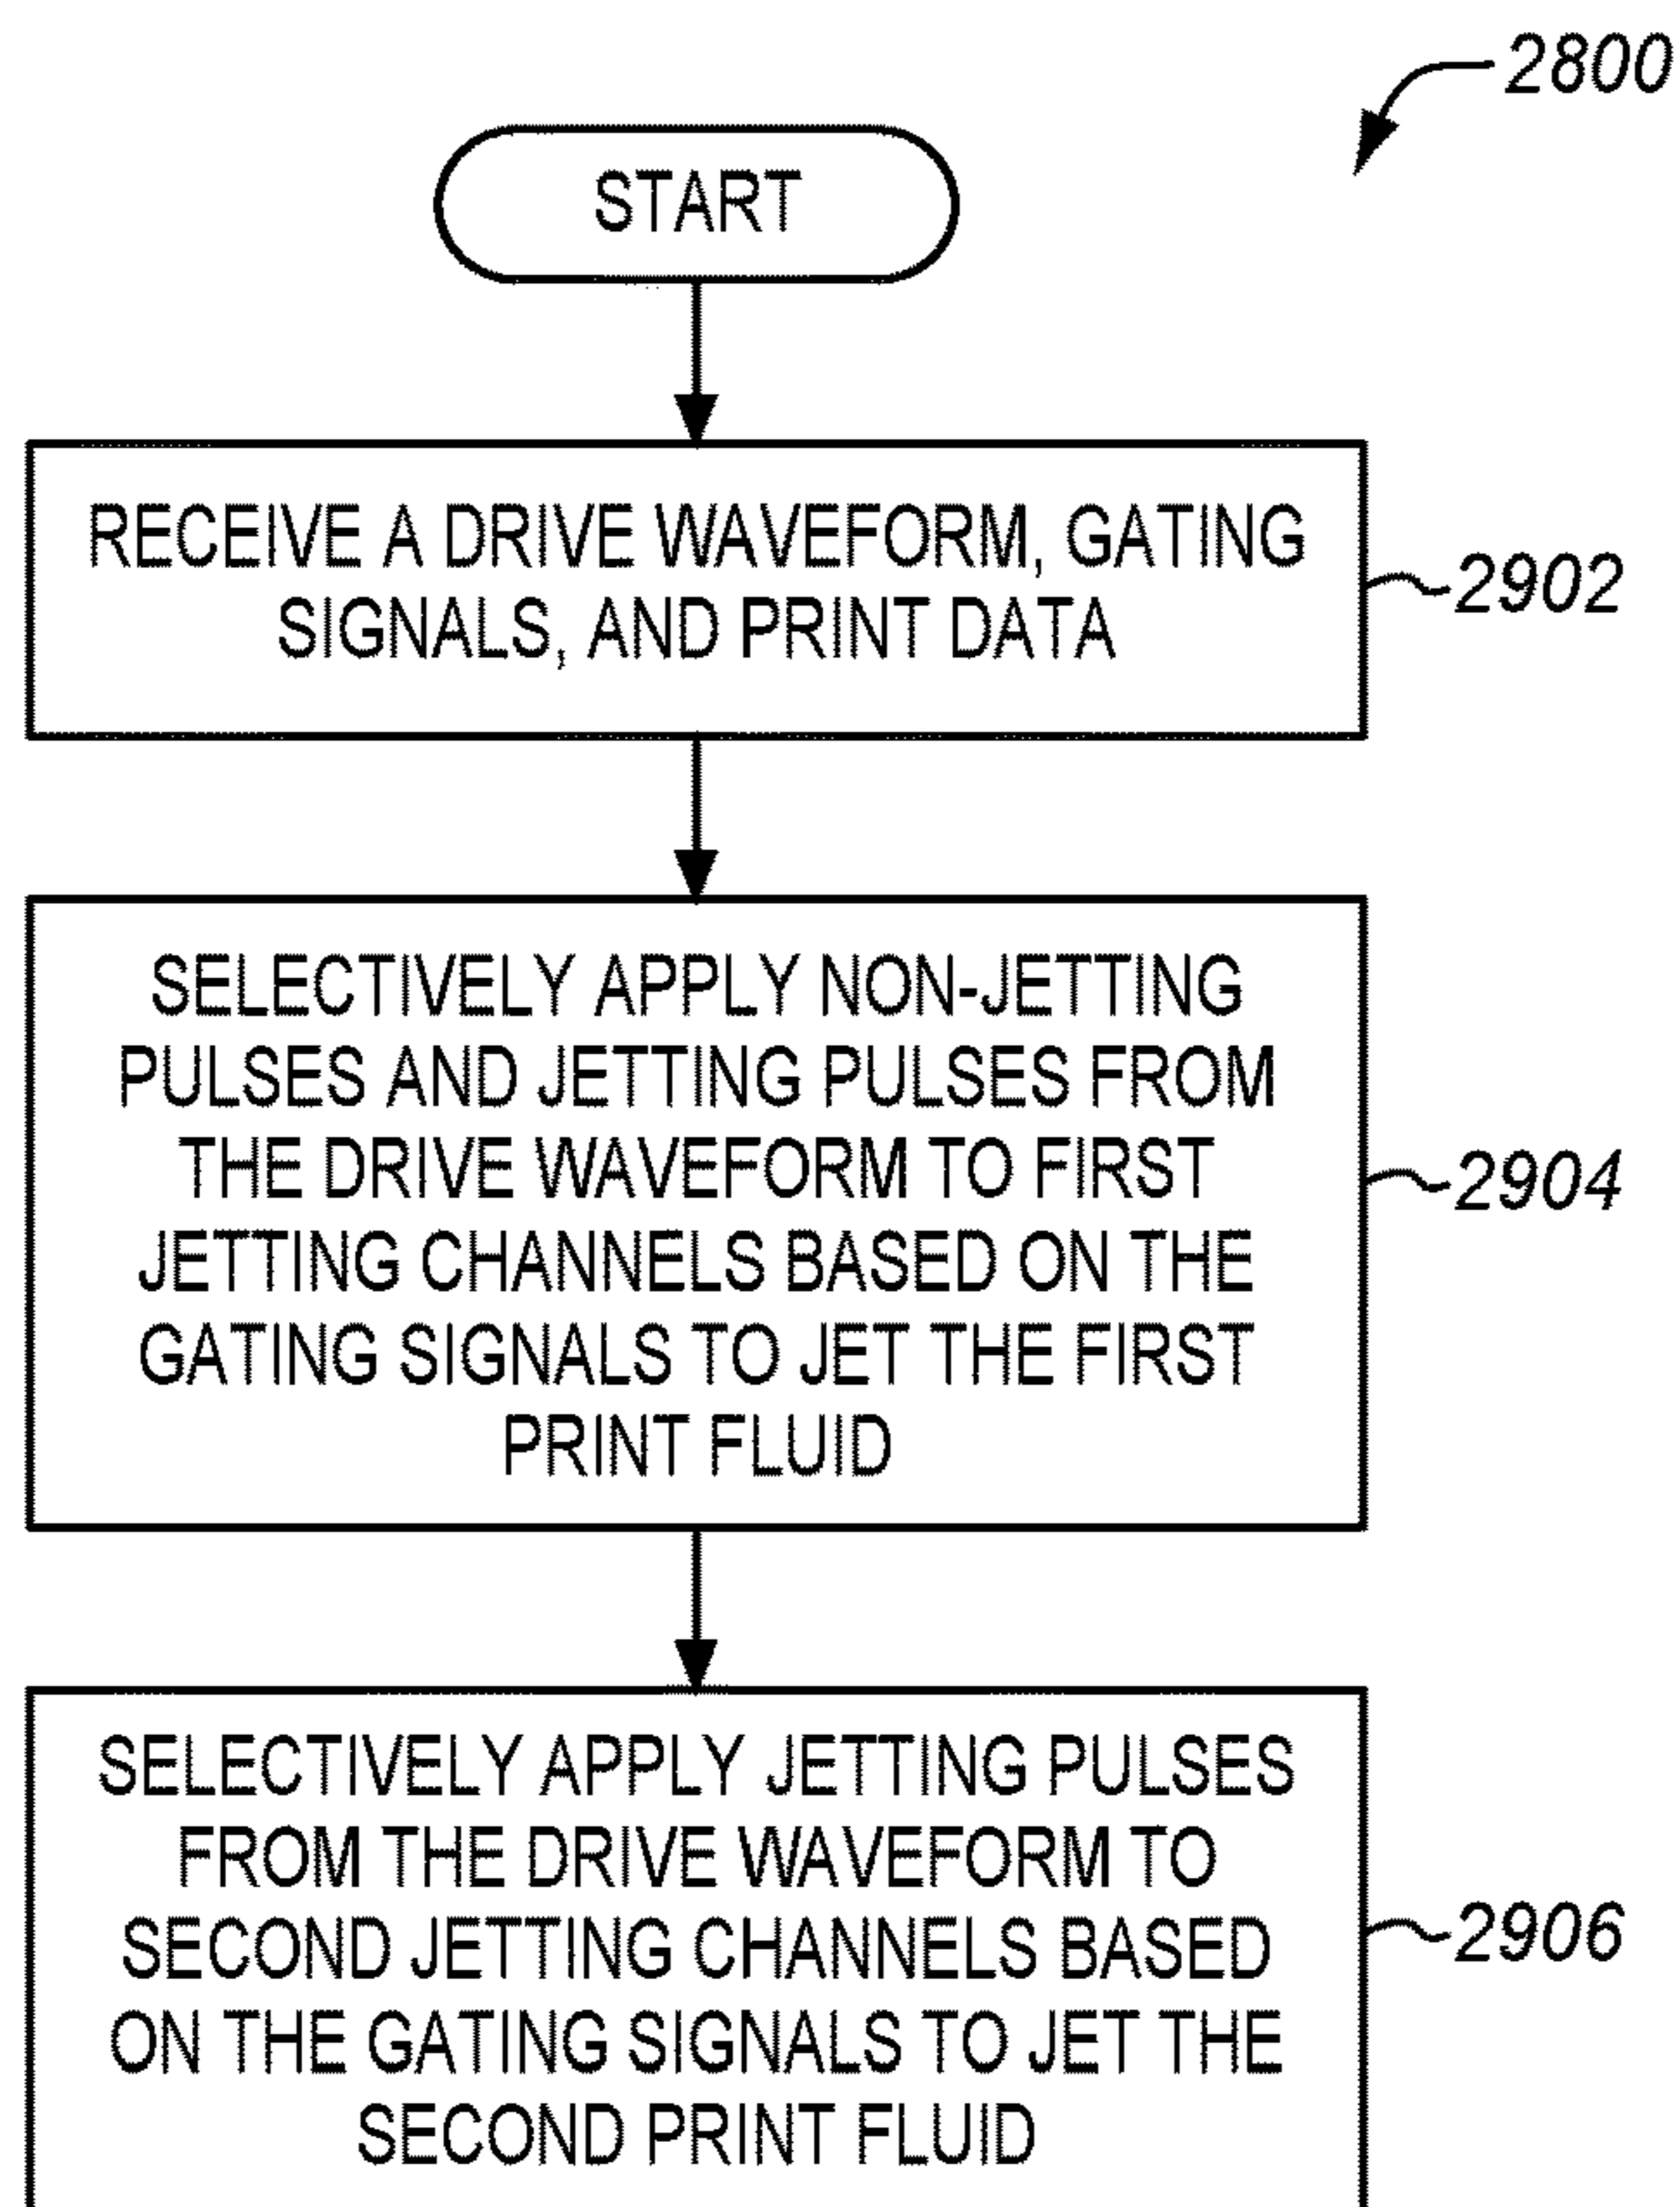 2800
START
RECEIVE A DRIVE WAVEFORM, GATING
SIGNALS, AND PRINT DATA
2902
SELECTIVELY APPLY NON-JETTING
PULSES AND JETTING PULSES FROM
THE DRIVE WAVEFORM TO FIRST
JETTING CHANNELS BASED ON THE
GATING SIGNALS TO JET THE FIRST
PRINT FLUID
2904
SELECTIVELY APPLY JETTING PULSES
FROM THE DRIVE WAVEFORM TO
SECOND JETTING CHANNELS BASED
ON THE GATING SIGNALS TO JET THE
SECOND PRINT FLUID
2906